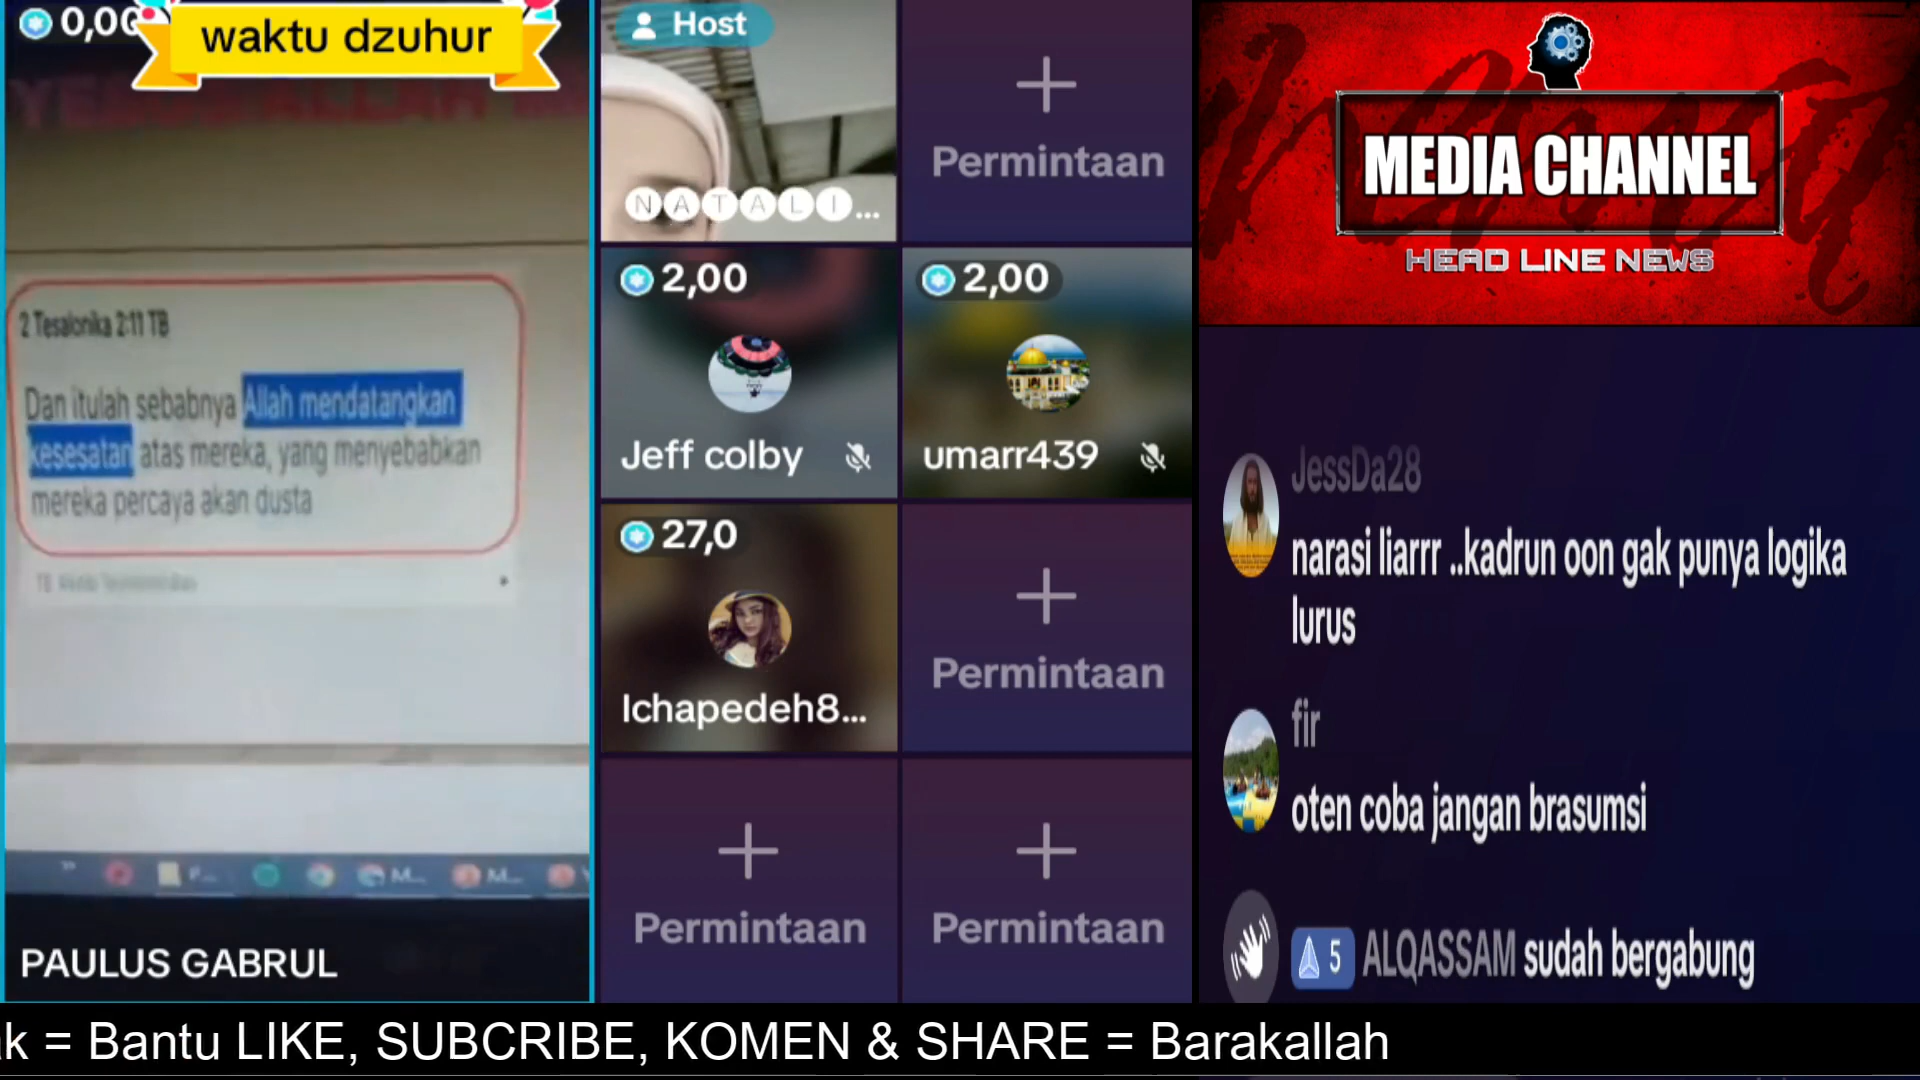 0,00
waktu dzuhur
2 Tesalonika 2:11 TB
Dan itulah sebabnya Allah mendatangkan
kesesatan atas mereka, yang menyebabkan
mereka percaya akan dusta
PAULUS GABRUL
Host
NATALI...
Permintaan
2,00
Jeff colby
2,00
umarr439
27,0
Ichapedeh8...
Permintaan
Permintaan
Permintaan
MEDIA CHANNEL
HEAD LINE NEWS
JessDa28
narasi liarrr ..kadrun oon gak punya logika
lurus
fir
oten coba jangan brasumsi
5 ALQASSAM sudah bergabung
k = Bantu LIKE, SUBCRIBE, KOMEN & SHARE = Barakallah